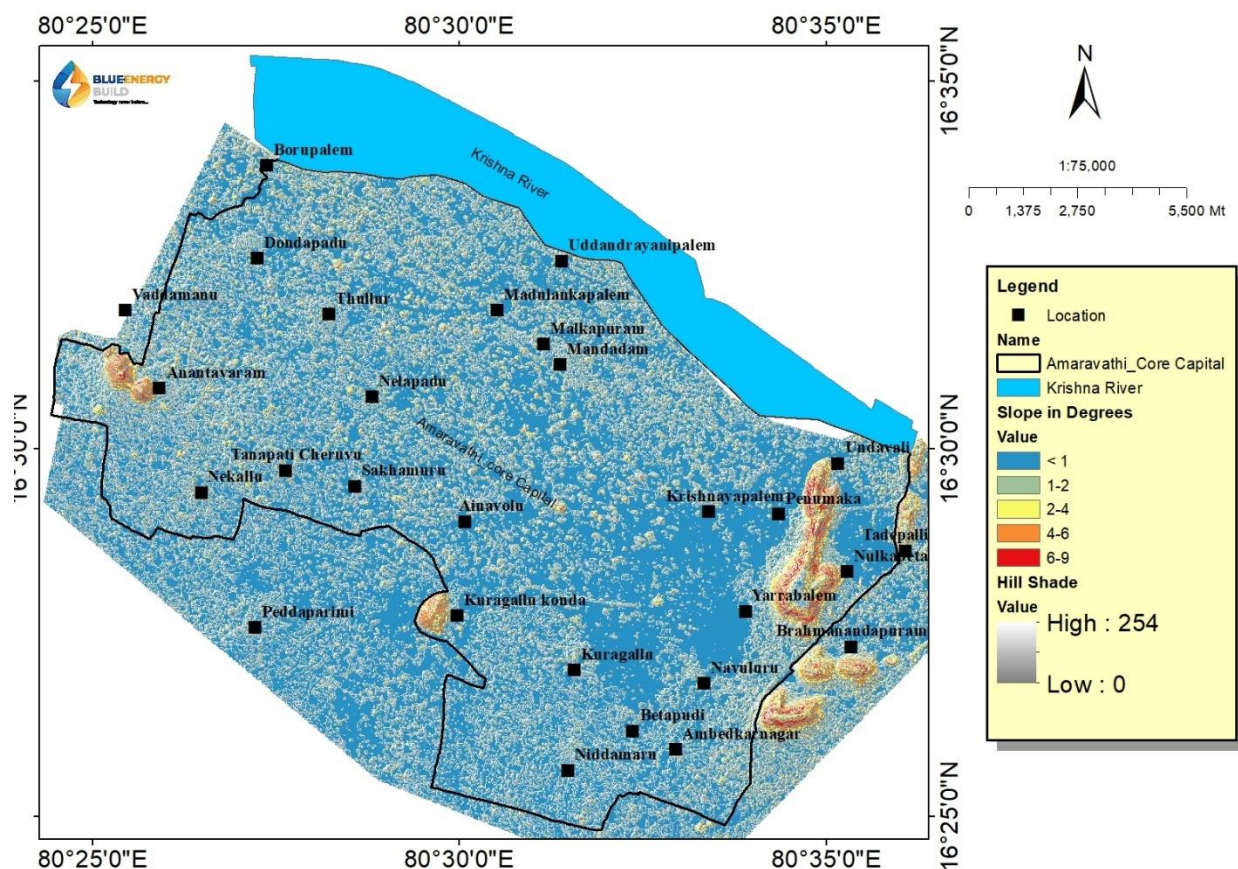 80°25'0"E 80°30'0"E 80°35'0"E
BLUEENERGY
BUILD
Technology never before...
16°35'0"N
N
1:75,000
0 1,375 2,750 5,500 Mt
Krishna River
Borupalem
Dondapadu
Uddandrayanipalem
Vaddamanu
Thullur
Madulankapalem
Malkapuram
Mandadam
Anantavaram
Nelapadu
Amaravathi_core Capital
16°30'0"N
16°30'0"N
Undavali
Tanapati Cheruvu
Sakhamuru
Nekallu
Ainavolu
Krishnayapalem
Penumaka
Tadepalli
Nulkapeta
Kuragallu konda
Yarrabalem
Peddaparimi
Brahmanandapuram
Kuragallu
Navuluru
Betapudi
Ambedkarnagar
Niddamaru
16°25'0"N
80°25'0"E 80°30'0"E 80°35'0"E
Legend
Location
Name
Amaravathi_Core Capital
Krishna River
Slope in Degrees
Value
< 1
1-2
2-4
4-6
6-9
Hill Shade
Value
High : 254
Low : 0